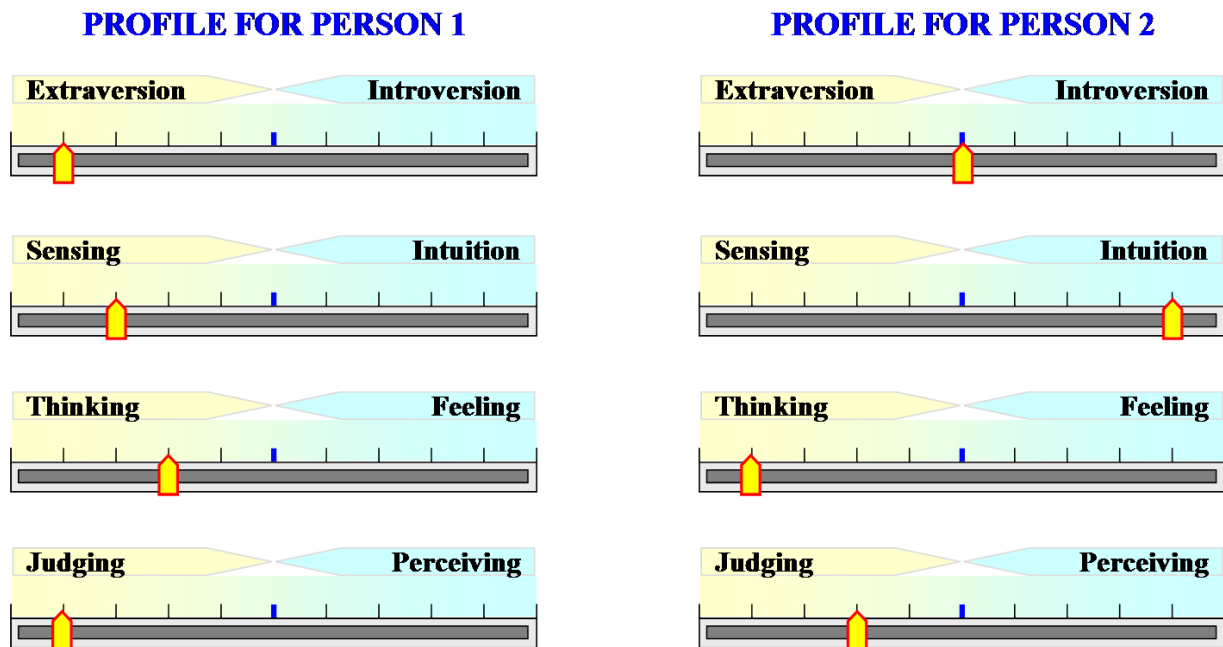 PROFILE FOR PERSON 1
Extraversion Introversion
Sensing Intuition
Thinking Feeling
Judging Perceiving
PROFILE FOR PERSON 2
Extraversion Introversion
Sensing Intuition
Thinking Feeling
Judging Perceiving